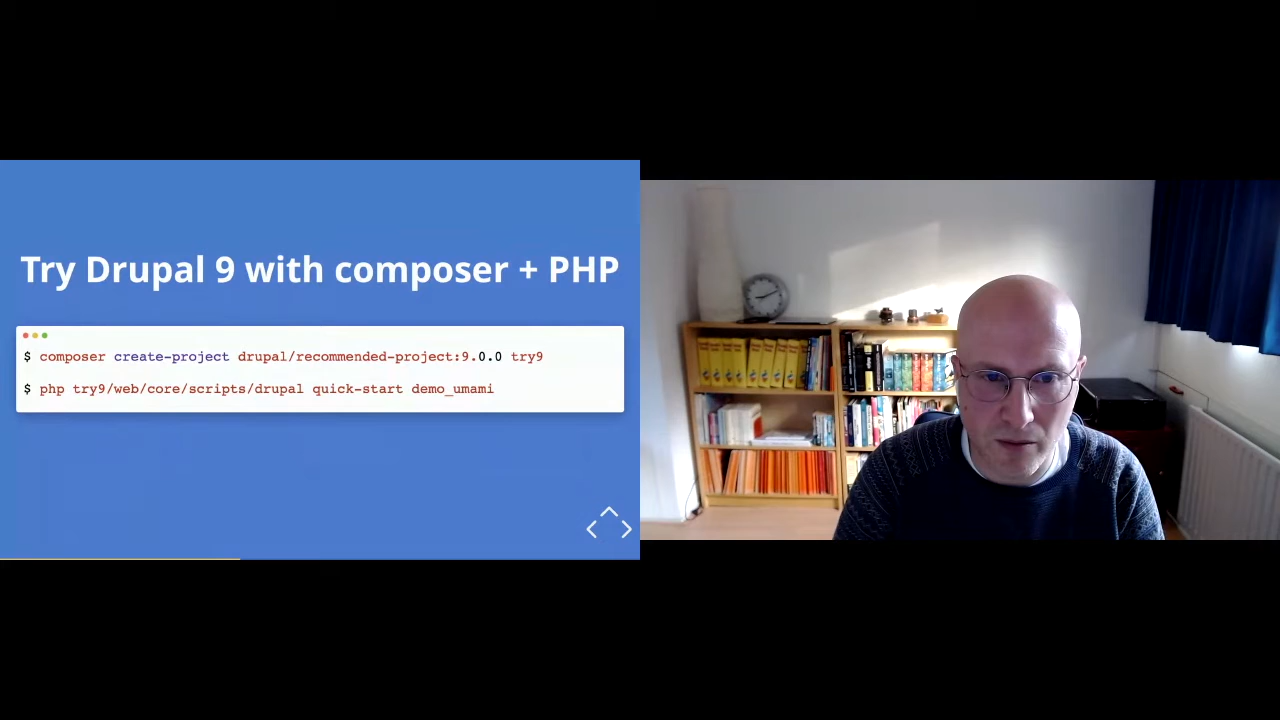 Try Drupal 9 with composer + PHP
$ composer create-project drupal/recommended-project:9.0.0 try9
$ php try9/web/core/scripts/drupal quick-start demo_umami